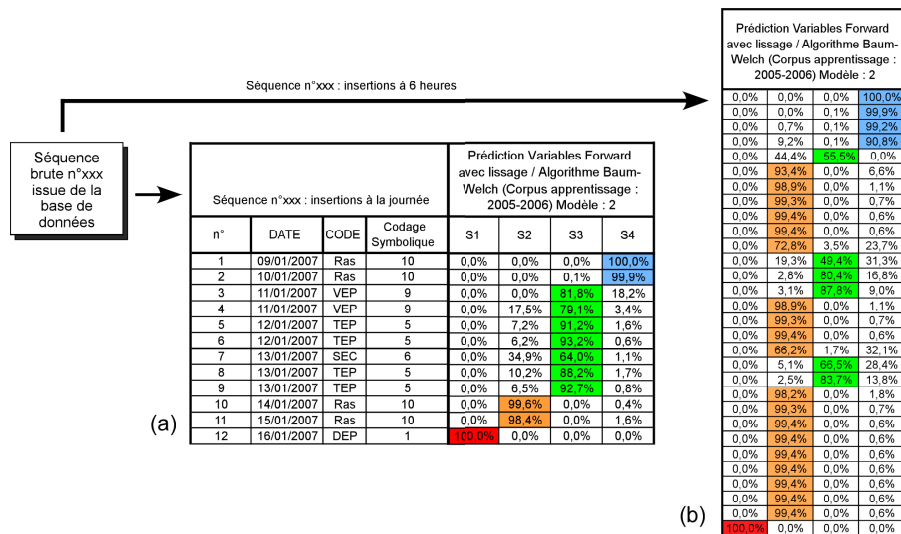 Séquence n°xxx : insertions à 6 heures
Séquence
brute n°xxx
issue de la
base de
données
Séquence n°xxx : insertions à la journée
Prédiction Variables Forward
avec lissage / Algorithme Baum-
Welch (Corpus apprentissage :
2005-2006) Modèle : 2
n° DATE CODE Codage Symbolique S1 S2 S3 S4
1 09/01/2007 Ras 10 0,0% 0,0% 0,0% 100,0%
2 10/01/2007 Ras 10 0,0% 0,0% 0,1% 99,9%
3 11/01/2007 VEP 9 0,0% 0,0% 81,8% 18,2%
4 11/01/2007 VEP 9 0,0% 17,5% 79,1% 3,4%
5 12/01/2007 TEP 5 0,0% 7,2% 91,2% 1,6%
6 12/01/2007 TEP 5 0,0% 6,2% 93,2% 0,6%
7 13/01/2007 SEC 6 0,0% 34,9% 64,0% 1,1%
8 13/01/2007 TEP 5 0,0% 10,2% 88,2% 1,7%
9 13/01/2007 TEP 5 0,0% 6,5% 92,7% 0,8%
10 14/01/2007 Ras 10 0,0% 99,6% 0,0% 0,4%
11 15/01/2007 Ras 10 0,0% 98,4% 0,0% 1,6%
12 16/01/2007 DEP 1 100,0% 0,0% 0,0% 0,0%
(a)
Prédiction Variables Forward
avec lissage / Algorithme Baum-
Welch (Corpus apprentissage :
2005-2006) Modèle : 2
0,0% 0,0% 0,0% 100,0%
0,0% 0,0% 0,1% 99,9%
0,0% 0,7% 0,1% 99,2%
0,0% 9,2% 0,1% 90,8%
0,0% 44,4% 55,5% 0,0%
0,0% 93,4% 0,0% 6,6%
0,0% 98,9% 0,0% 1,1%
0,0% 99,3% 0,0% 0,7%
0,0% 99,4% 0,0% 0,6%
0,0% 99,4% 0,0% 0,6%
0,0% 72,8% 3,5% 23,7%
0,0% 19,3% 49,4% 31,3%
0,0% 2,8% 80,4% 16,8%
0,0% 3,1% 87,8% 9,0%
0,0% 98,9% 0,0% 1,1%
0,0% 99,3% 0,0% 0,7%
0,0% 99,4% 0,0% 0,6%
0,0% 66,2% 1,7% 32,1%
0,0% 5,1% 66,5% 28,4%
0,0% 2,5% 83,7% 13,8%
0,0% 98,2% 0,0% 1,8%
0,0% 99,3% 0,0% 0,7%
0,0% 99,4% 0,0% 0,6%
0,0% 99,4% 0,0% 0,6%
0,0% 99,4% 0,0% 0,6%
0,0% 99,4% 0,0% 0,6%
0,0% 99,4% 0,0% 0,6%
0,0% 99,4% 0,0% 0,6%
0,0% 99,4% 0,0% 0,6%
100,0% 0,0% 0,0% 0,0%
(b)